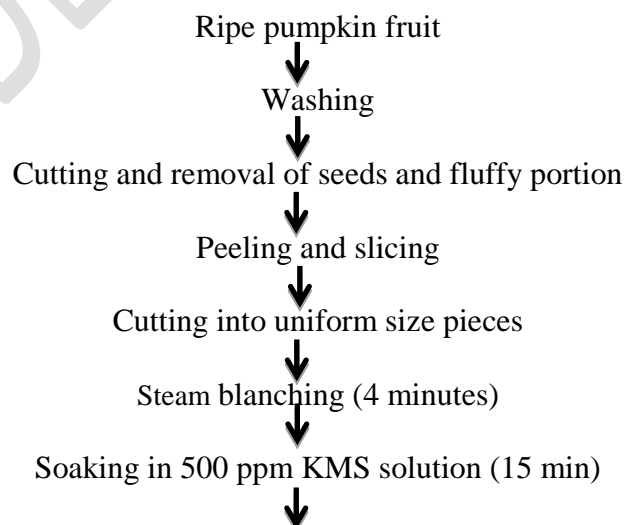 Ripe pumpkin fruit
Washing
Cutting and removal of seeds and fluffy portion
Peeling and slicing
Cutting into uniform size pieces
Steam blanching (4 minutes)
Soaking in 500 ppm KMS solution (15 min)